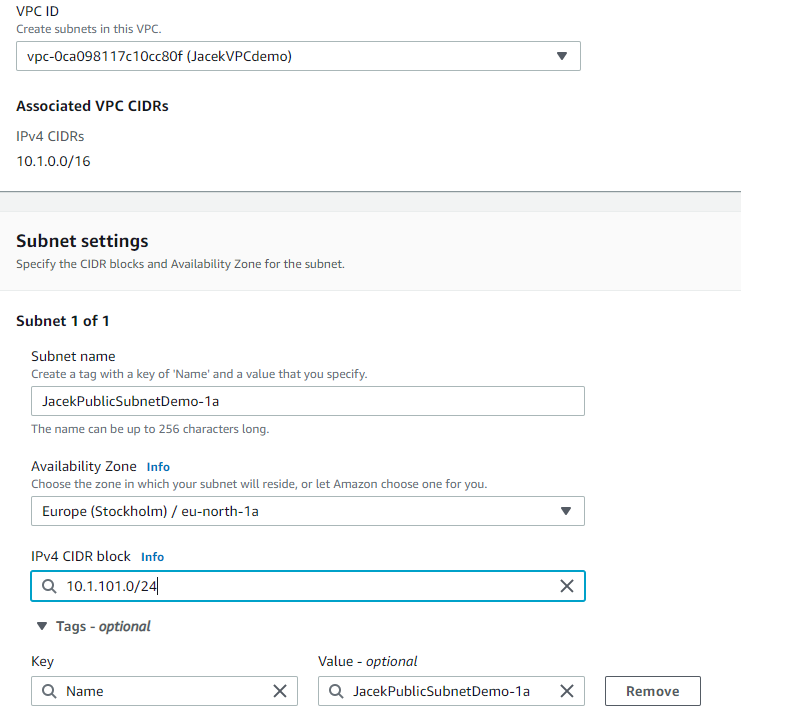 VPC ID
Create subnets in this VPC.
vpc-0ca098117c10cc80f (JacekVPCdemo)
Associated VPC CIDRs
IPv4 CIDRs
10.1.0.0/16
Subnet settings
Specify the CIDR blocks and Availability Zone for the subnet.
Subnet 1 of 1
Subnet name
Create a tag with a key of 'Name' and a value that you specify.
JacekPublicSubnetDemo-1a
The name can be up to 256 characters long.
Availability Zone Info
Choose the zone in which your subnet will reside, or let Amazon choose one for you.
Europe (Stockholm) / eu-north-1a
IPv4 CIDR block Info
10.1.101.0/24
Tags - optional
Key Value - optional
Name JacekPublicSubnetDemo-1a Remove